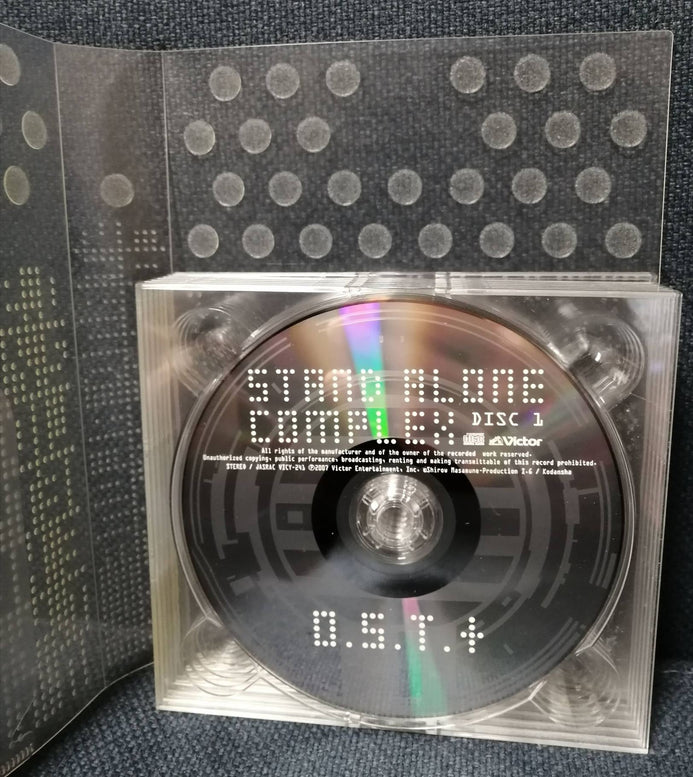 STAND ALONE
COMPLEX DISC 1
Victor
All rights of the manufacturer and of the owner of the recorded work reserved.
Unauthorized copying, public performance, broadcasting, renting and making transmittable of this record prohibited.
STEREO / JASRAC VICY-246 ℗2007 Victor Entertainment, Inc. ©Shirow Masamune·Production I.G / Kodansha
O.S.T.+